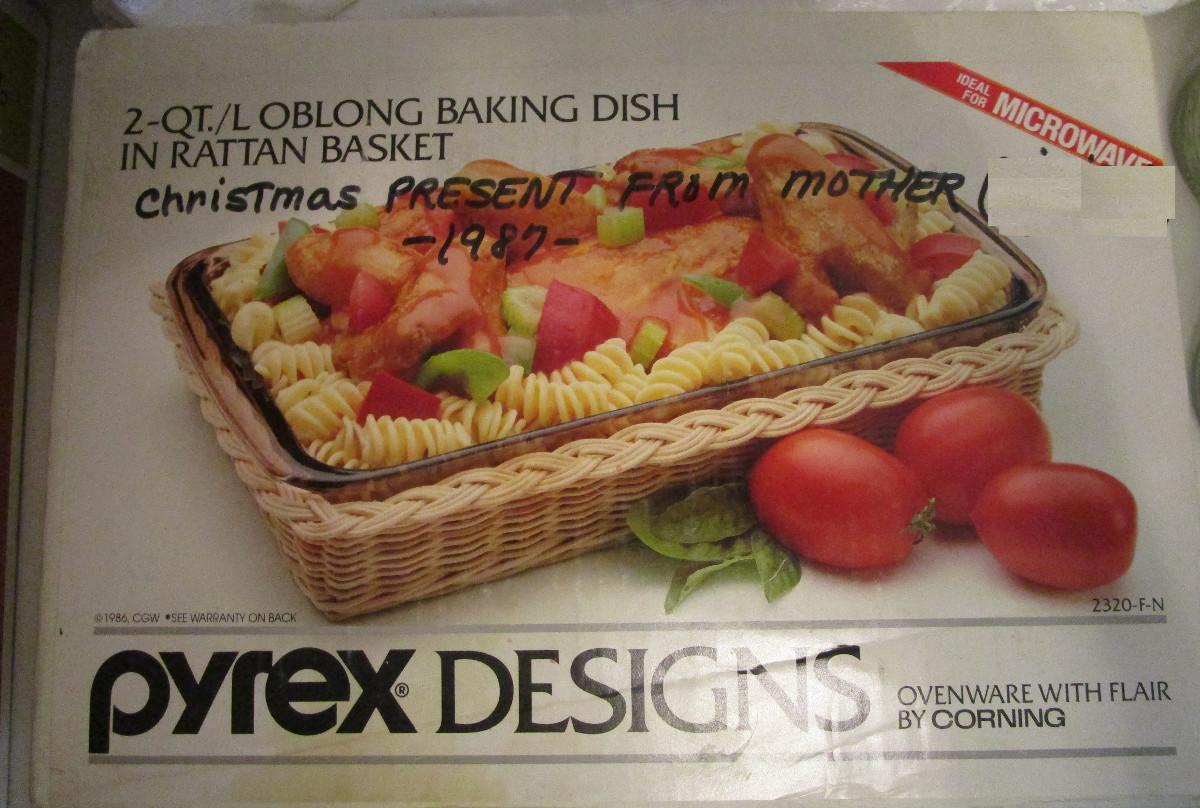 2-QT./L OBLONG BAKING DISH
IN RATTAN BASKET
IDEAL
FOR MICROWAVE
christmas PRESENT FROM MOTHER (
-1987-
©1986, CGW *SEE WARRANTY ON BACK
2320-F-N
pyrex® DESIGNS
OVENWARE WITH FLAIR
BY CORNING